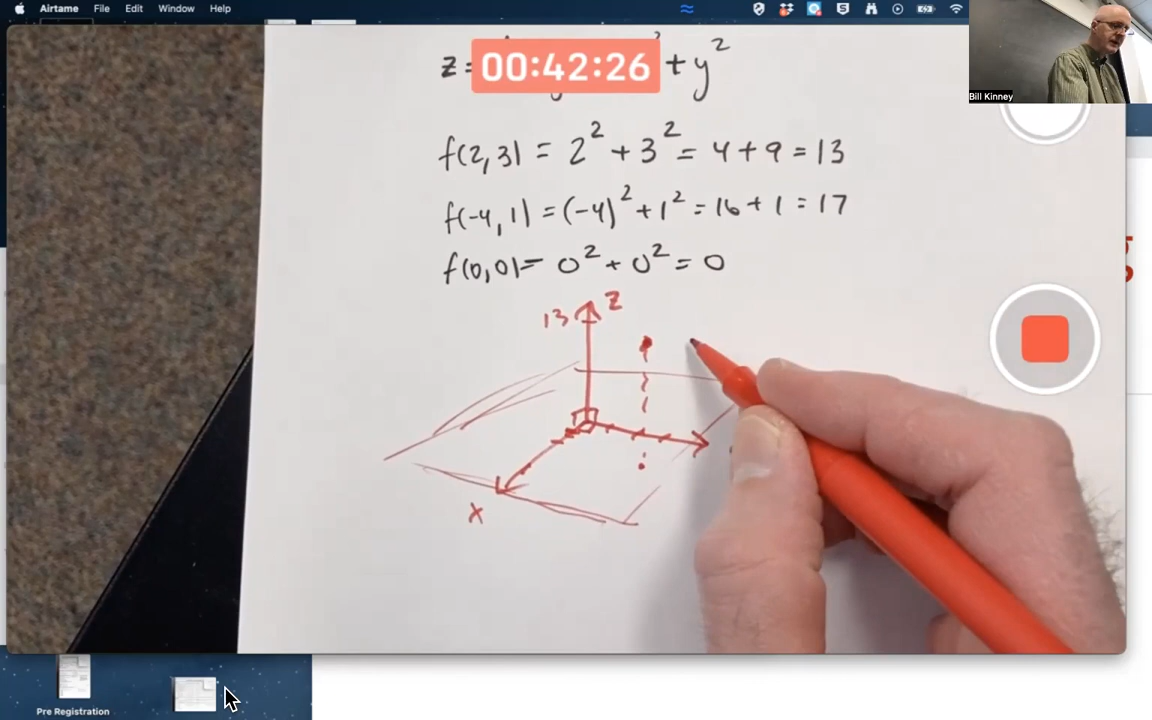 Airtame File Edit Window Help
Bill Kinney
00:42:26
z = + y²
f(2,3) = 2² + 3² = 4 + 9 = 13
f(-4,1) = (-4)² + 1² = 16 + 1 = 17
f(0,0) = 0² + 0² = 0
13 z
x
Pre Registration